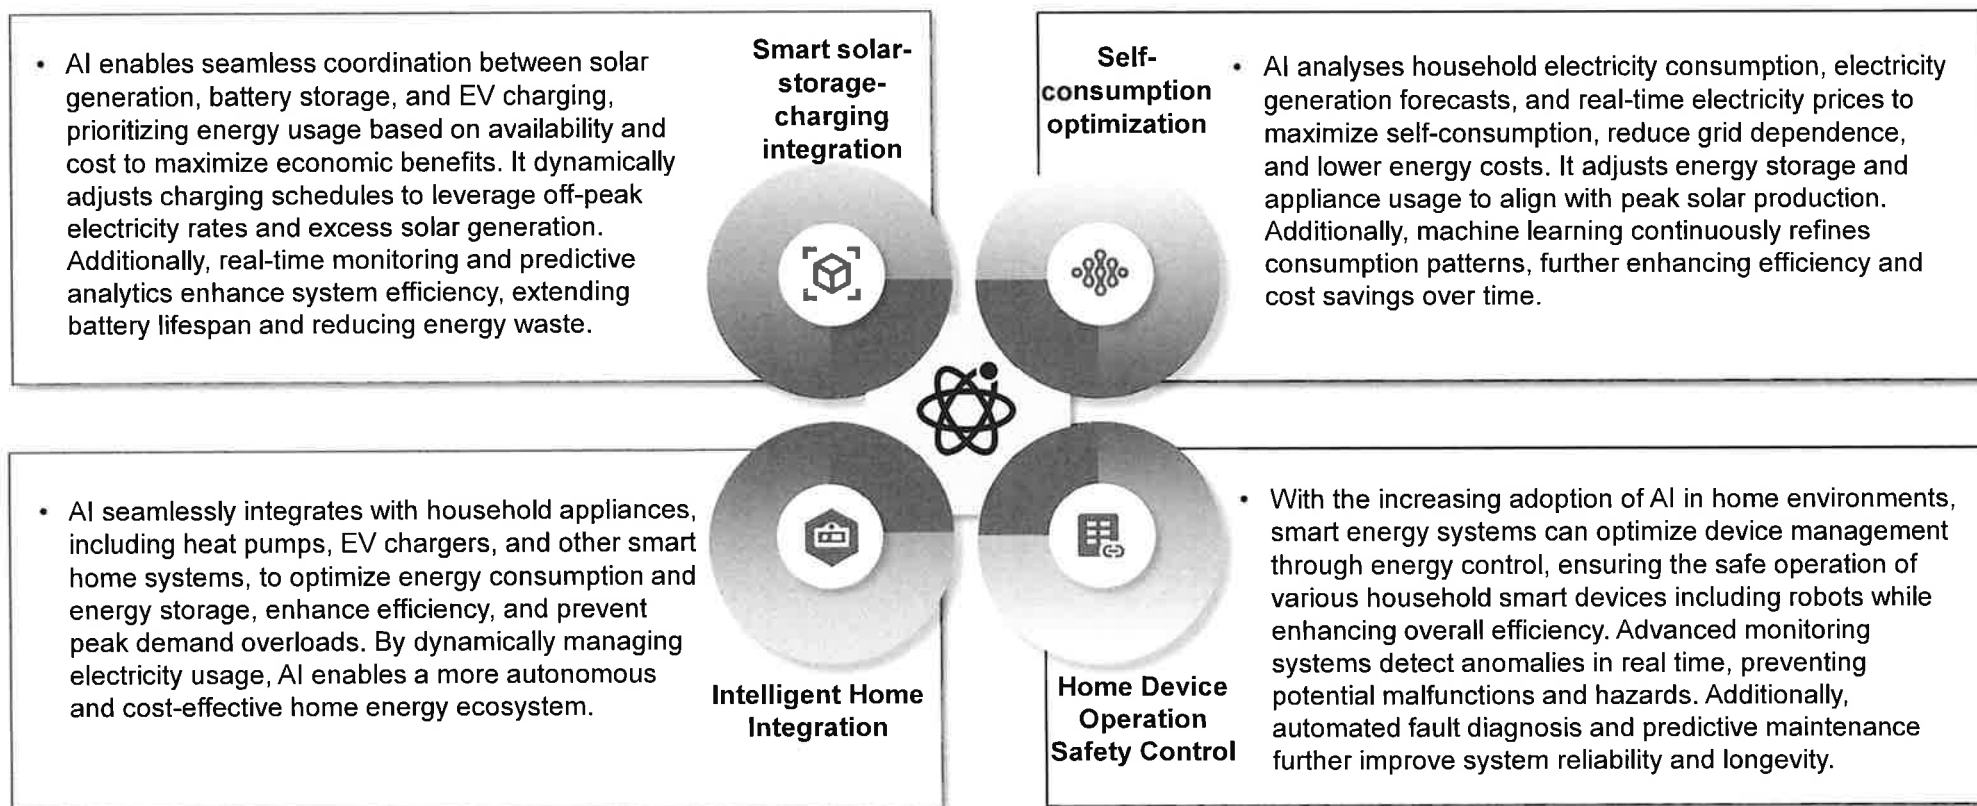 Smart solar-
storage-
charging
integration
• AI enables seamless coordination between solar
generation, battery storage, and EV charging,
prioritizing energy usage based on availability and
cost to maximize economic benefits. It dynamically
adjusts charging schedules to leverage off-peak
electricity rates and excess solar generation.
Additionally, real-time monitoring and predictive
analytics enhance system efficiency, extending
battery lifespan and reducing energy waste.
Self-
consumption
optimization
• AI analyses household electricity consumption, electricity
generation forecasts, and real-time electricity prices to
maximize self-consumption, reduce grid dependence,
and lower energy costs. It adjusts energy storage and
appliance usage to align with peak solar production.
Additionally, machine learning continuously refines
consumption patterns, further enhancing efficiency and
cost savings over time.
• AI seamlessly integrates with household appliances,
including heat pumps, EV chargers, and other smart
home systems, to optimize energy consumption and
energy storage, enhance efficiency, and prevent
peak demand overloads. By dynamically managing
electricity usage, AI enables a more autonomous
and cost-effective home energy ecosystem.
Intelligent Home
Integration
• With the increasing adoption of AI in home environments,
smart energy systems can optimize device management
through energy control, ensuring the safe operation of
various household smart devices including robots while
enhancing overall efficiency. Advanced monitoring
systems detect anomalies in real time, preventing
potential malfunctions and hazards. Additionally,
automated fault diagnosis and predictive maintenance
further improve system reliability and longevity.
Home Device
Operation
Safety Control